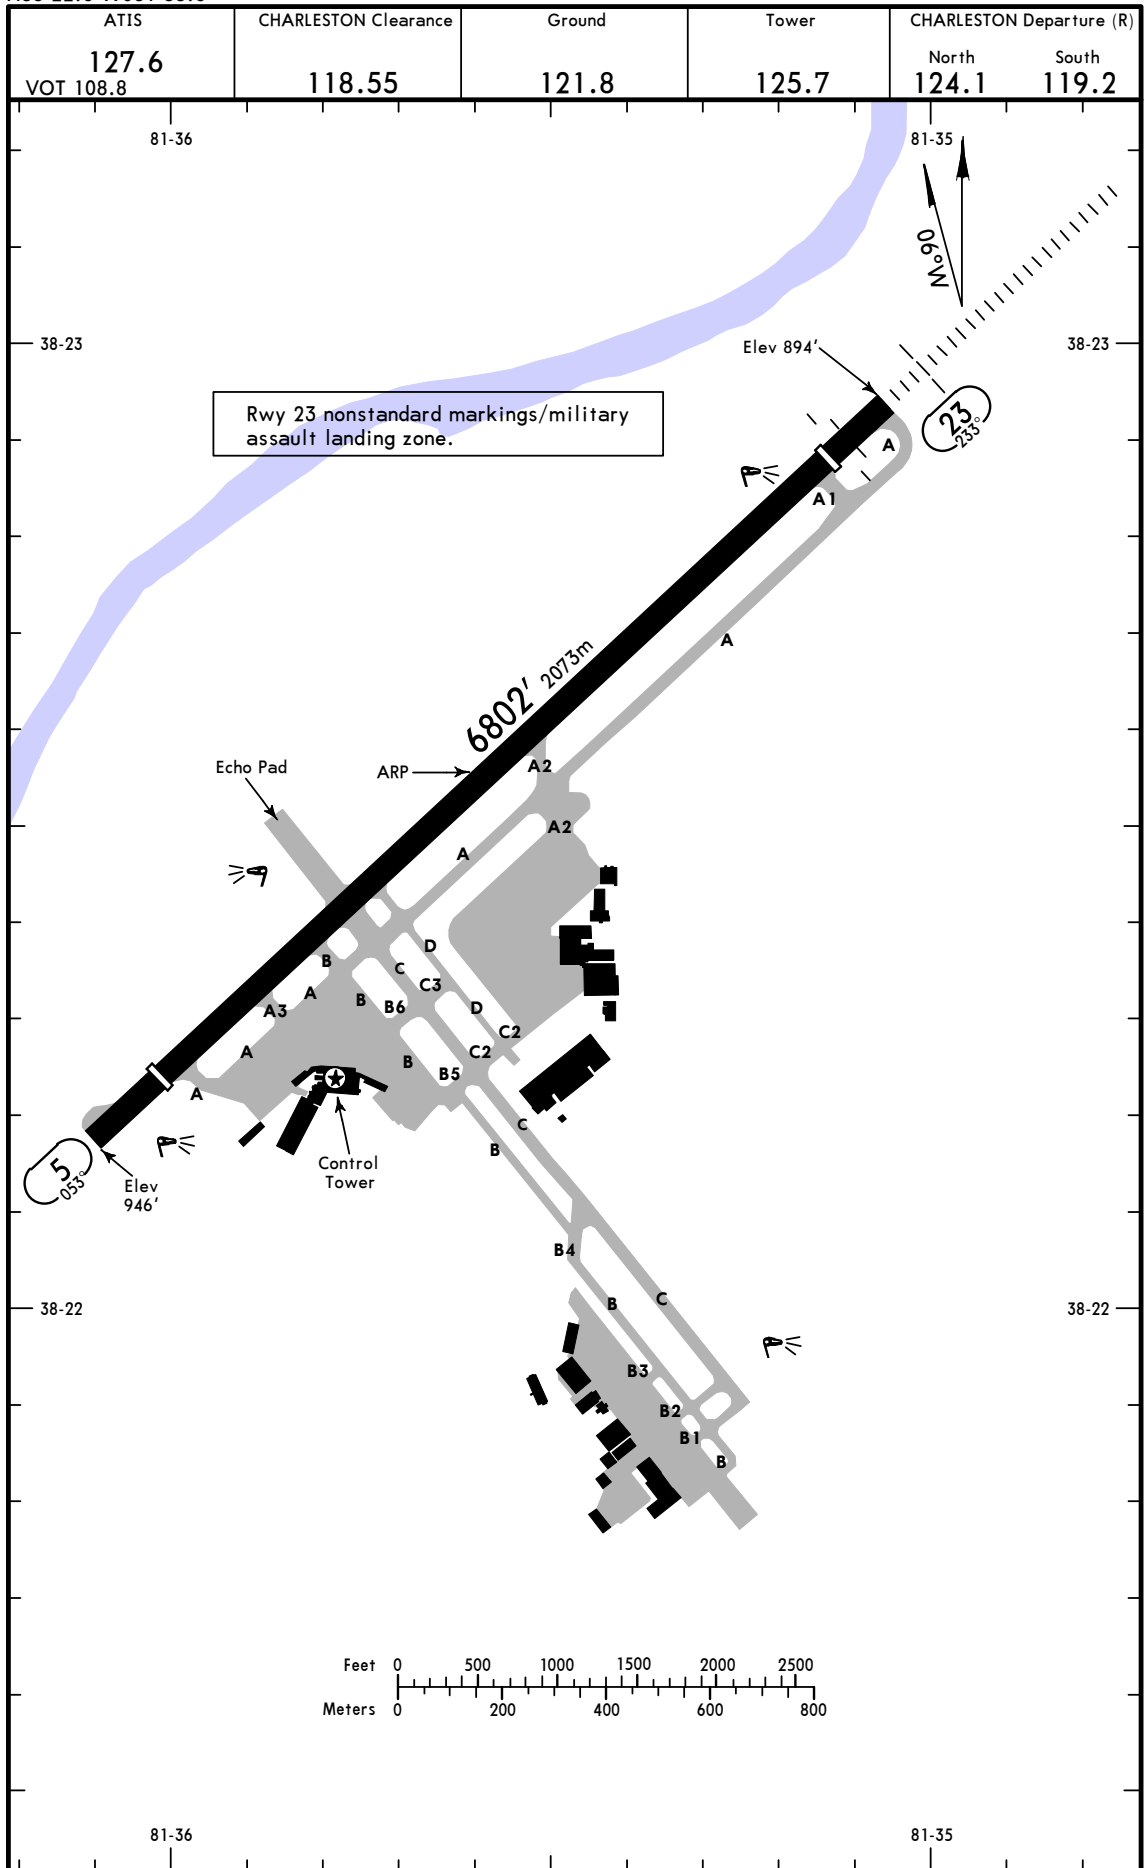 ATIS
127.6
VOT 108.8
CHARLESTON Clearance
118.55
Ground
121.8
Tower
125.7
CHARLESTON Departure (R)
North
124.1
South
119.2
81-36
81-35
06°W
38-23
38-23
Elev 894'
Rwy 23 nonstandard markings/military
assault landing zone.
23
233°
A
A1
A
6802' 2073m
Echo Pad
ARP
A2
A2
A
D
B
C
C3
A
B
B6
A3
D
C2
A
C2
B
B5
A
C
B
5
053°
Elev
946'
Control
Tower
B4
38-22
38-22
B
C
B3
B2
B1
B
Feet 0 500 1000 1500 2000 2500
Meters 0 200 400 600 800
81-36
81-35